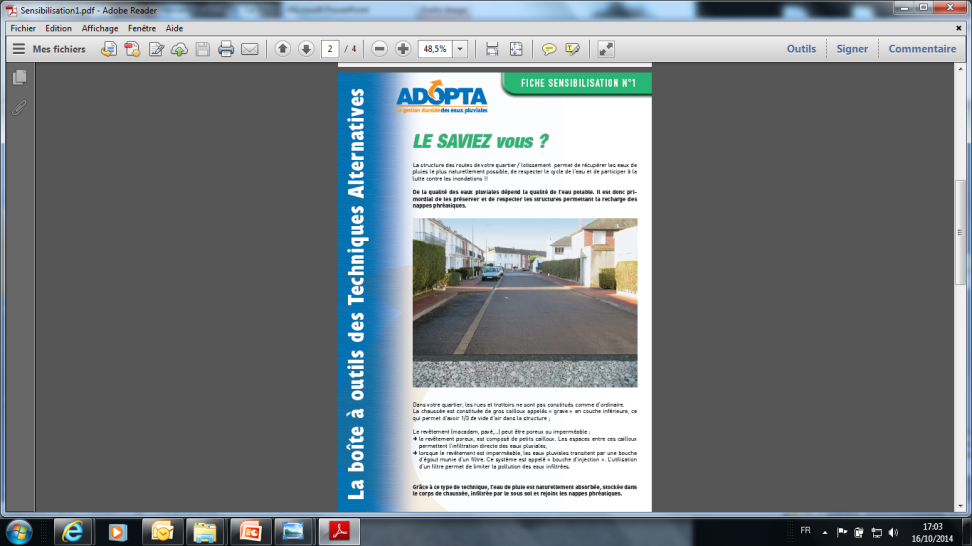 Sensibilisation1.pdf - Adobe Reader
Fichier Edition Affichage Fenêtre Aide
Mes fichiers
2 / 4
48,5%
Outils Signer Commentaire
La boîte à outils des Techniques Alternatives
ADOPTA
la gestion durable des eaux pluviales
FICHE SENSIBILISATION N°1
LE SAVIEZ vous ?
La structure des routes de votre quartier / lotissement permet de récupérer les eaux de
pluies le plus naturellement possible, de respecter le cycle de l'eau et de participer à la
lutte contre les inondations !!
De la qualité des eaux pluviales dépend la qualité de l'eau potable. Il est donc pri-
mordial de les préserver et de respecter les structures permettant la recharge des
nappes phréatiques.
Dans votre quartier, les rues et trottoirs ne sont pas constitués comme d'ordinaire.
La chaussée est constituée de gros cailloux appelés « grave » en couche inférieure, ce
qui permet d'avoir 1/3 de vide d'air dans la structure ;
Le revêtement (macadam, pavé,...) peut être poreux ou imperméable :
le revêtement poreux, est composé de petits cailloux. Les espaces entre ces cailloux
permettent l'infiltration directe des eaux pluviales,
lorsque le revêtement est imperméable, les eaux pluviales transitent par une bouche
d'égout munie d'un filtre. Ce système est appelé « bouche d'injection ». L'utilisation
d'un filtre permet de limiter la pollution des eaux infiltrées.
Grâce à ce type de technique, l'eau de pluie est naturellement absorbée, stockée dans
le corps de chaussée, infiltrée par le sous sol et rejoins les nappes phréatiques.
FR
17:03
16/10/2014